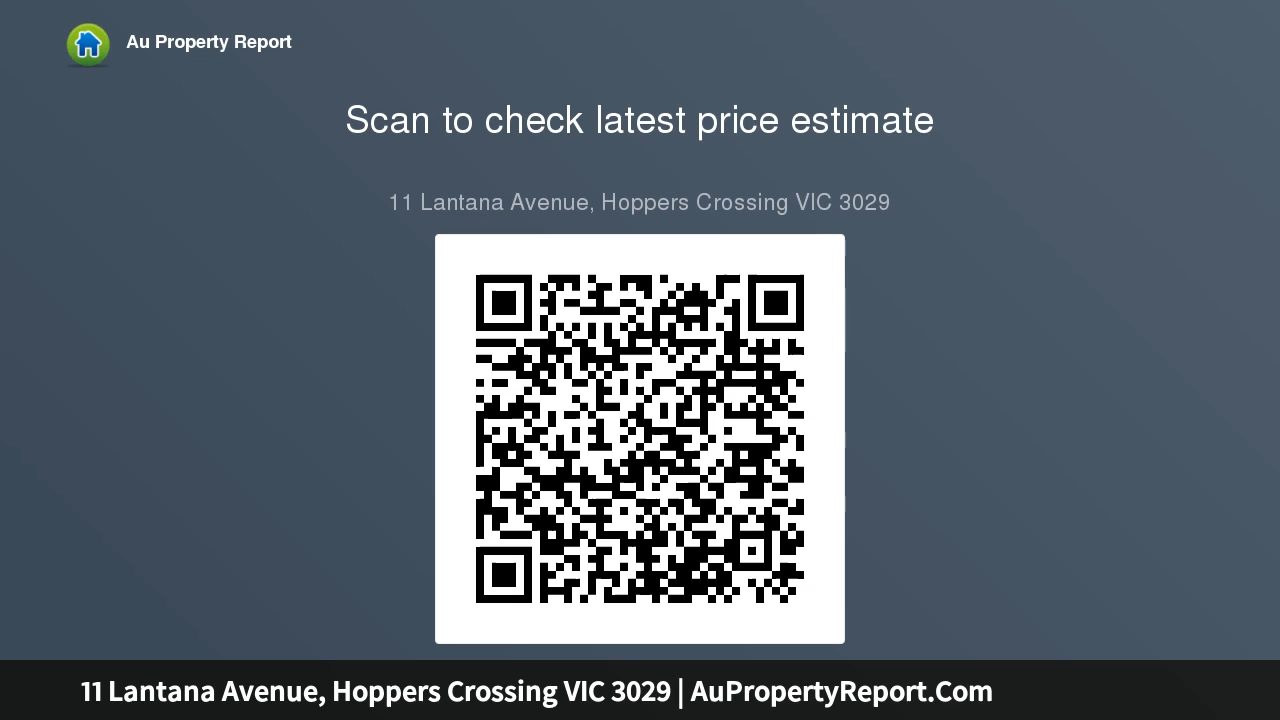 Au Property Report
Scan to check latest price estimate
11 Lantana Avenue, Hoppers Crossing VIC 3029
11 Lantana Avenue, Hoppers Crossing VIC 3029 | AuPropertyReport.Com